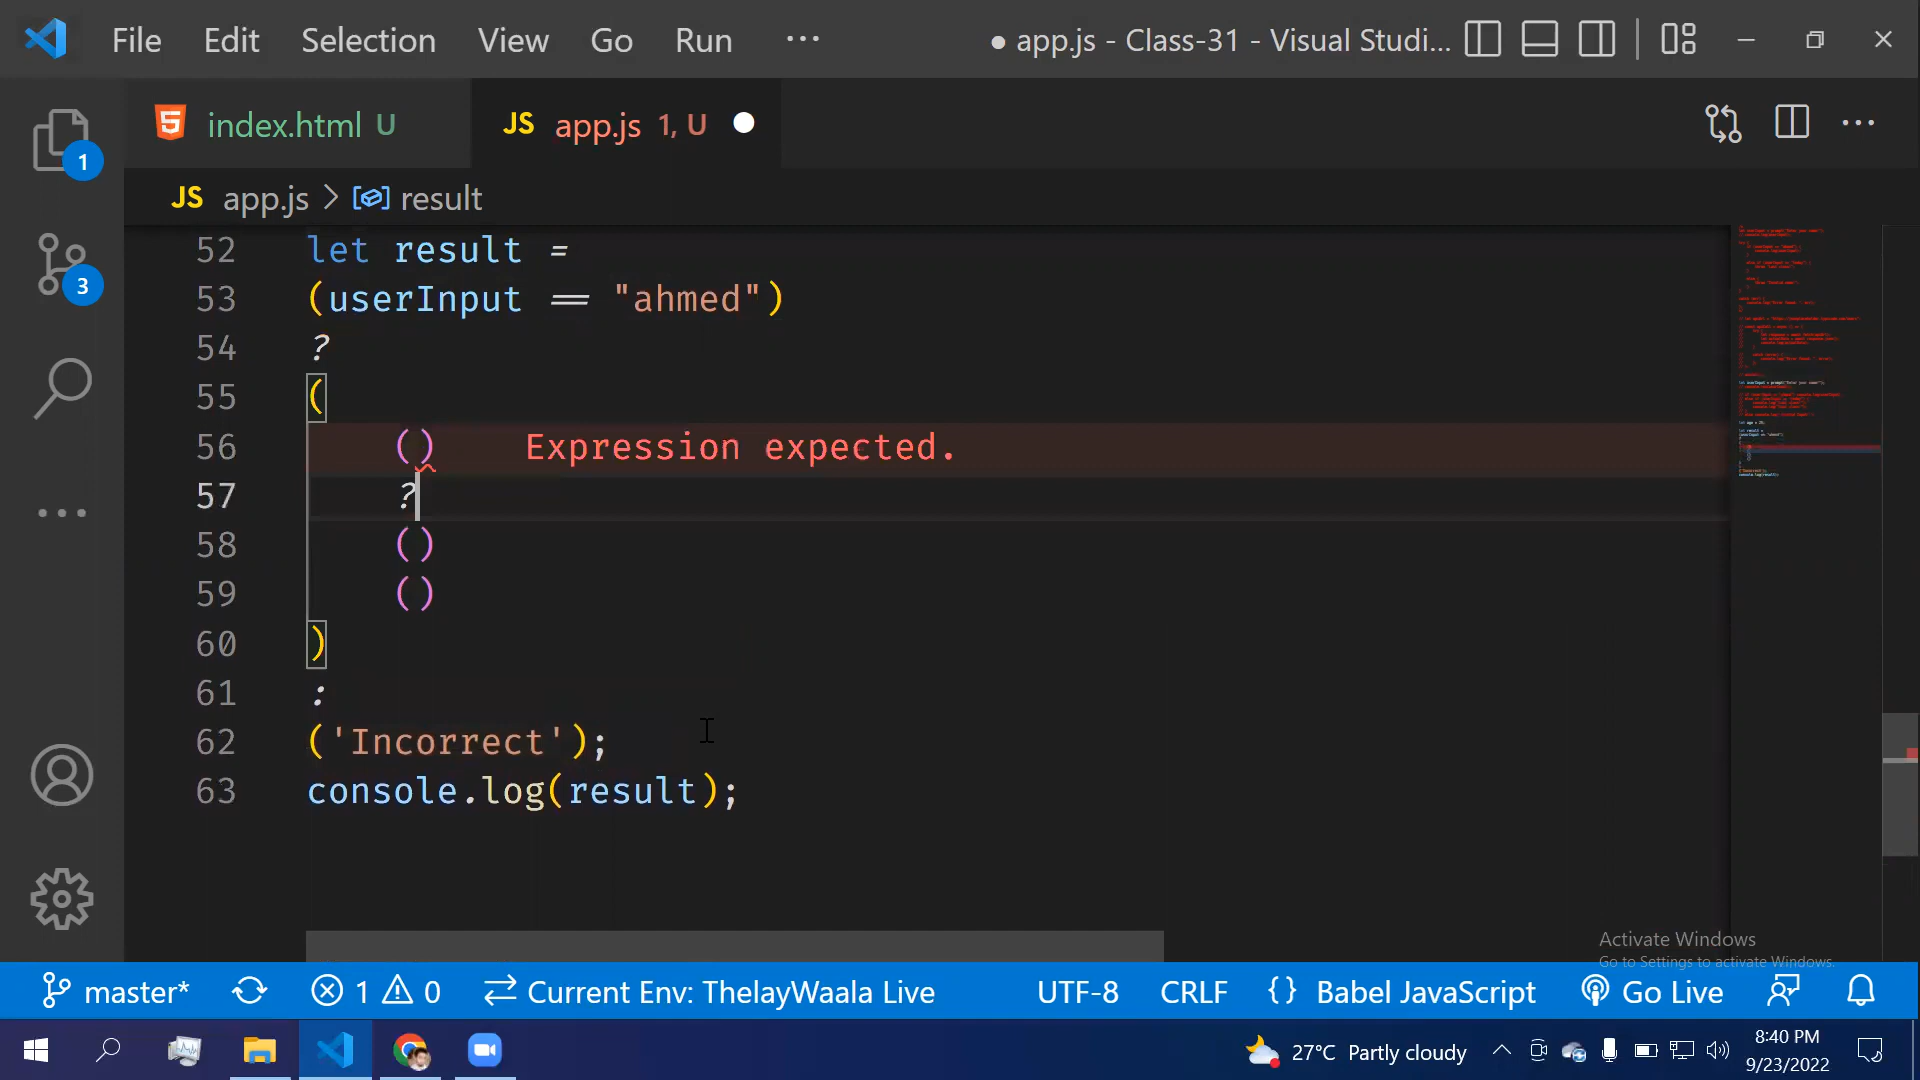 File Edit Selection View Go Run ··· ● app.js - Class-31 - Visual Studi...
index.html U JS app.js 1, U ●
JS app.js > result
52 let result =
53 (userInput == "ahmed")
54 ?
55 (
56 () Expression expected.
57 ?
58 ()
59 ()
60 )
61 :
62 ('Incorrect');
63 console.log(result);
1
3
Activate Windows
Go to Settings to activate Windows.
master* 1 0 Current Env: ThelayWaala Live UTF-8 CRLF {} Babel JavaScript Go Live
27°C Partly cloudy
8:40 PM
9/23/2022